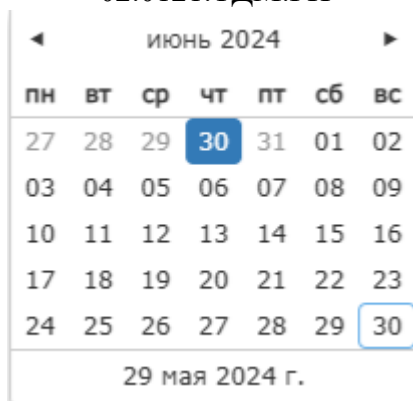 ◄ июнь 2024 ►
пн вт ср чт пт сб вс
27 28 29 30 31 01 02
03 04 05 06 07 08 09
10 11 12 13 14 15 16
17 18 19 20 21 22 23
24 25 26 27 28 29 30
29 мая 2024 г.